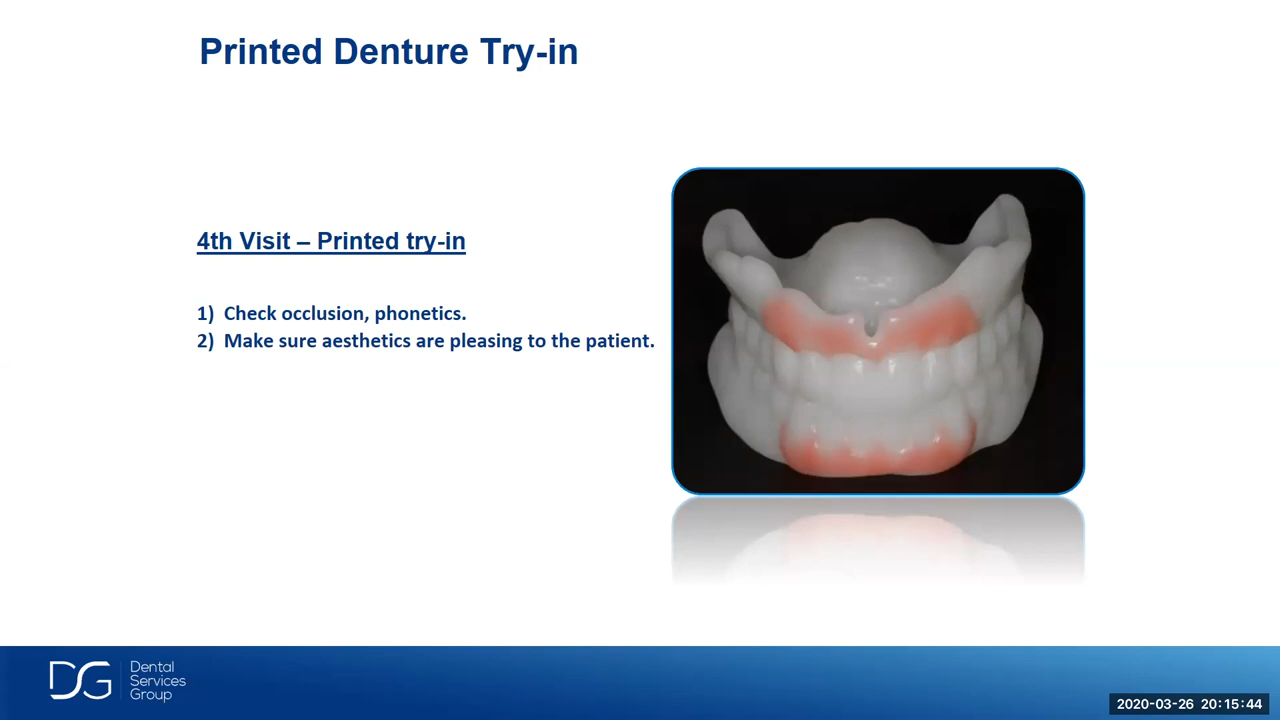 Printed Denture Try-in
4th Visit – Printed try-in
1) Check occlusion, phonetics.
2) Make sure aesthetics are pleasing to the patient.
DG
Dental
Services
Group
2020-03-26 20:15:44